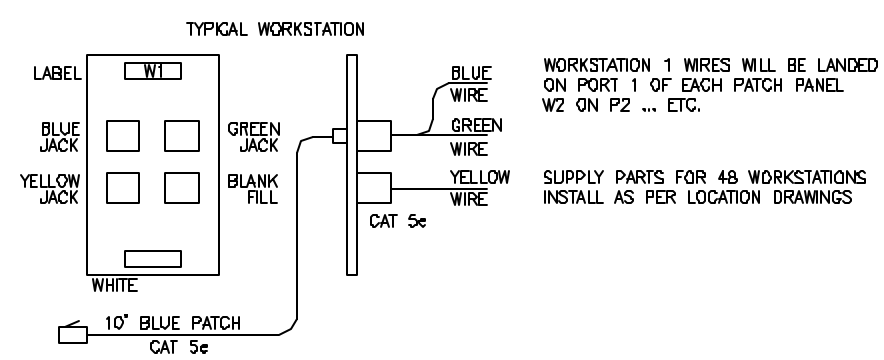 TYPICAL WORKSTATION
LABEL
W1
BLUE
JACK
GREEN
JACK
YELLOW
JACK
BLANK
FILL
WHITE
10" BLUE PATCH
CAT 5e
BLUE
WIRE
GREEN
WIRE
YELLOW
WIRE
CAT 5e
WORKSTATION 1 WIRES WILL BE LANDED
ON PORT 1 OF EACH PATCH PANEL
W2 ON P2 ... ETC.
SUPPLY PARTS FOR 48 WORKSTATIONS
INSTALL AS PER LOCATION DRAWINGS